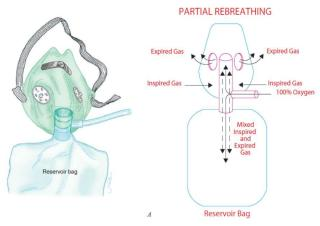 PARTIAL REBREATHING
Expired Gas
Expired Gas
Inspired Gas
Inspired Gas
100% Oxygen
Mixed
Inspired
and
Expired
Gas
Reservoir bag
A
Reservoir Bag